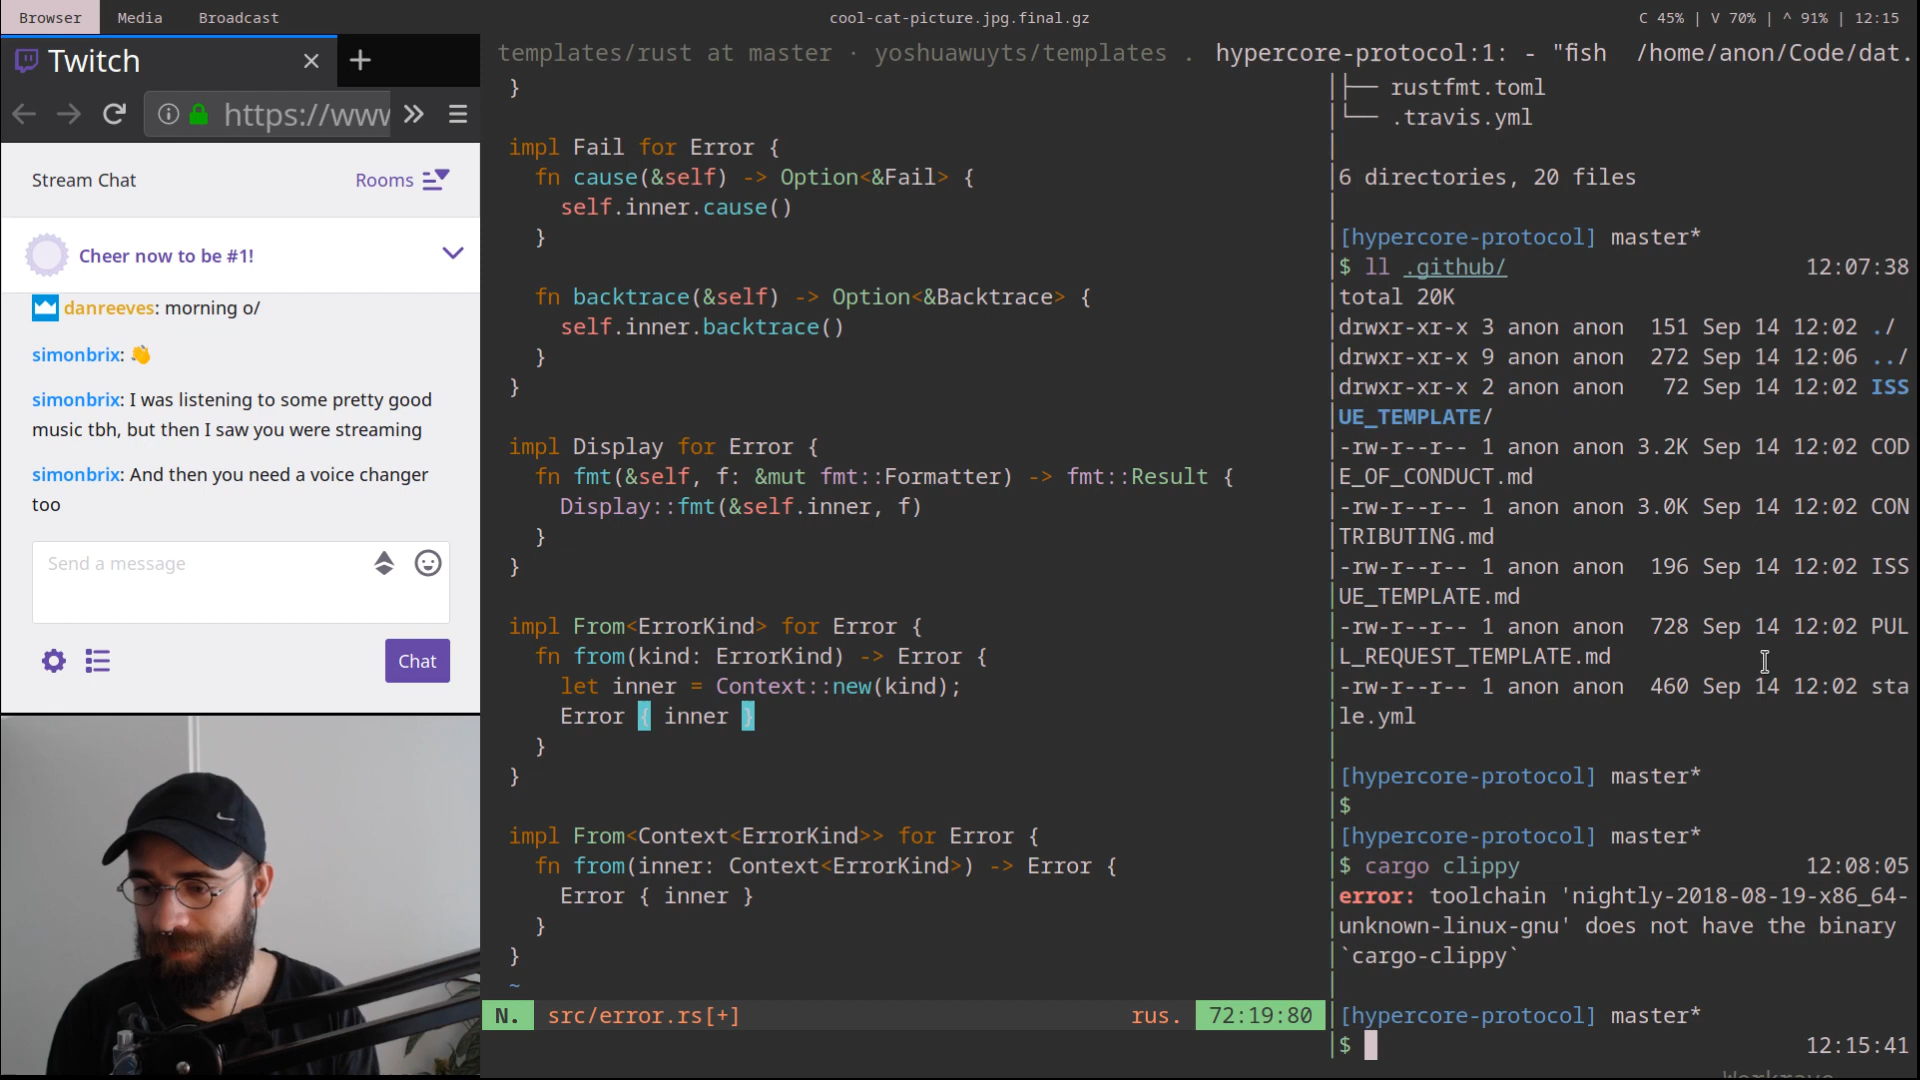 Browser Media Broadcast cool-cat-picture.jpg.final.gz C 45% | V 70% | ^ 91% | 12:15
Twitch
https://www
Stream Chat
Rooms
Cheer now to be #1!
danreeves: morning o/
simonbrix: 👋
simonbrix: I was listening to some pretty good
music tbh, but then I saw you were streaming
simonbrix: And then you need a voice changer
too
Send a message
Chat
templates/rust at master · yoshuawuyts/templates . hypercore-protocol:1: - "fish /home/anon/Code/dat.
}
impl Fail for Error {
fn cause(&self) -> Option<&Fail> {
self.inner.cause()
}
fn backtrace(&self) -> Option<&Backtrace> {
self.inner.backtrace()
}
}
impl Display for Error {
fn fmt(&self, f: &mut fmt::Formatter) -> fmt::Result {
Display::fmt(&self.inner, f)
}
}
impl From<ErrorKind> for Error {
fn from(kind: ErrorKind) -> Error {
let inner = Context::new(kind);
Error { inner }
}
}
impl From<Context<ErrorKind>> for Error {
fn from(inner: Context<ErrorKind>) -> Error {
Error { inner }
}
}
~
N. src/error.rs[+] rus. 72:19:80
|├── rustfmt.toml
|└── .travis.yml
|
|6 directories, 20 files
|
|[hypercore-protocol] master*
|$ ll .github/ 12:07:38
|total 20K
|drwxr-xr-x 3 anon anon 151 Sep 14 12:02 ./
|drwxr-xr-x 9 anon anon 272 Sep 14 12:06 ../
|drwxr-xr-x 2 anon anon 72 Sep 14 12:02 ISS
|UE_TEMPLATE/
|-rw-r--r-- 1 anon anon 3.2K Sep 14 12:02 COD
|E_OF_CONDUCT.md
|-rw-r--r-- 1 anon anon 3.0K Sep 14 12:02 CON
|TRIBUTING.md
|-rw-r--r-- 1 anon anon 196 Sep 14 12:02 ISS
|UE_TEMPLATE.md
|-rw-r--r-- 1 anon anon 728 Sep 14 12:02 PUL
|L_REQUEST_TEMPLATE.md
|-rw-r--r-- 1 anon anon 460 Sep 14 12:02 sta
|le.yml
|
|[hypercore-protocol] master*
|$
|[hypercore-protocol] master*
|$ cargo clippy 12:08:05
|error: toolchain 'nightly-2018-08-19-x86_64-
|unknown-linux-gnu' does not have the binary
|`cargo-clippy`
|
|[hypercore-protocol] master*
|$ 12:15:41